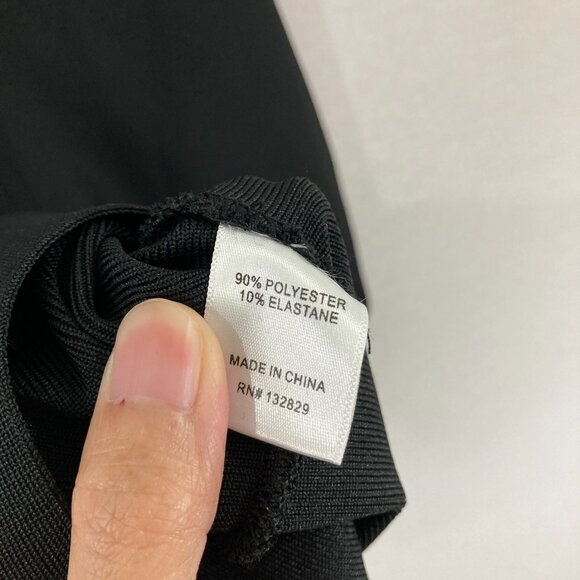 90% POLYESTER
10% ELASTANE
MADE IN CHINA
RN# 132829